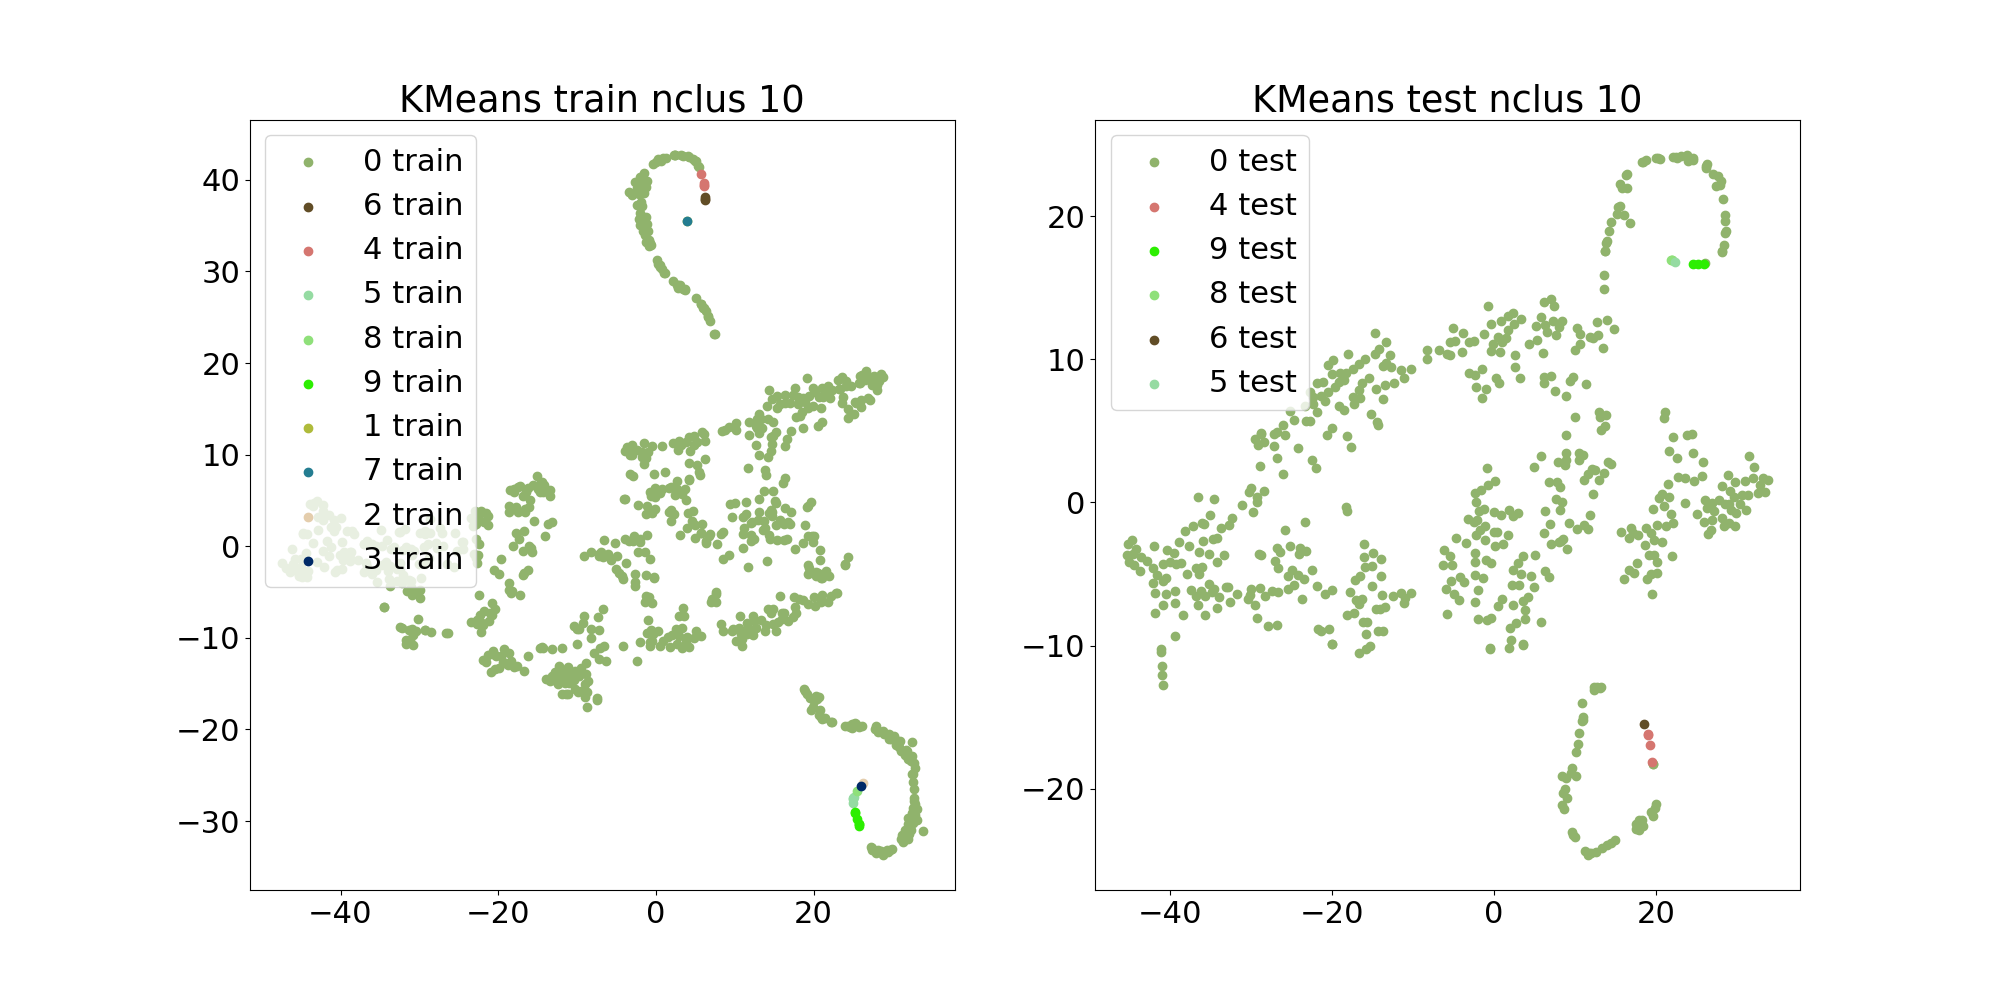 KMeans train nclus 10
0 train
6 train
4 train
5 train
8 train
9 train
1 train
7 train
2 train
3 train
40
30
20
10
0
−10
−20
−30
−40
−20
0
20
KMeans test nclus 10
0 test
4 test
9 test
8 test
6 test
5 test
20
10
0
−10
−20
−40
−20
0
20